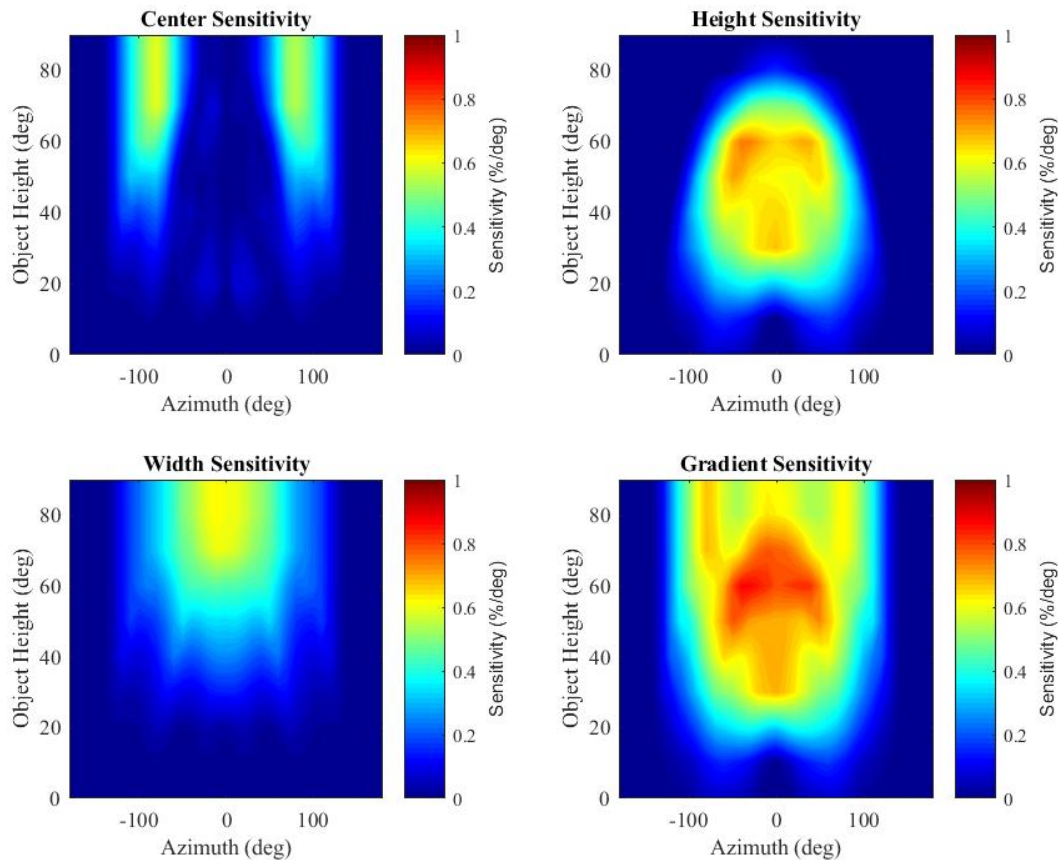 Center Sensitivity
80
60
40
20
0
Object Height (deg)
-100 0 100
Azimuth (deg)
1
0.8
0.6
0.4
0.2
0
Sensitivity (%/deg)
Height Sensitivity
80
60
40
20
0
Object Height (deg)
-100 0 100
Azimuth (deg)
1
0.8
0.6
0.4
0.2
0
Sensitivity (%/deg)
Width Sensitivity
80
60
40
20
0
Object Height (deg)
-100 0 100
Azimuth (deg)
1
0.8
0.6
0.4
0.2
0
Sensitivity (%/deg)
Gradient Sensitivity
80
60
40
20
0
Object Height (deg)
-100 0 100
Azimuth (deg)
1
0.8
0.6
0.4
0.2
0
Sensitivity (%/deg)